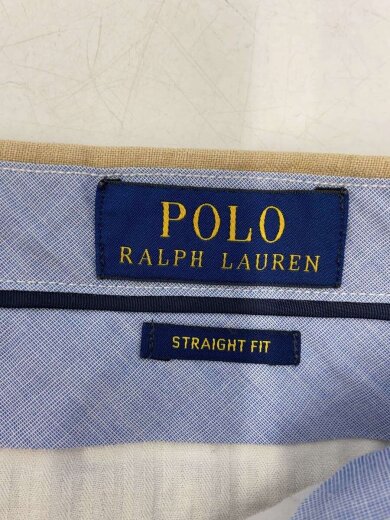 POLO
RALPH LAUREN
STRAIGHT FIT